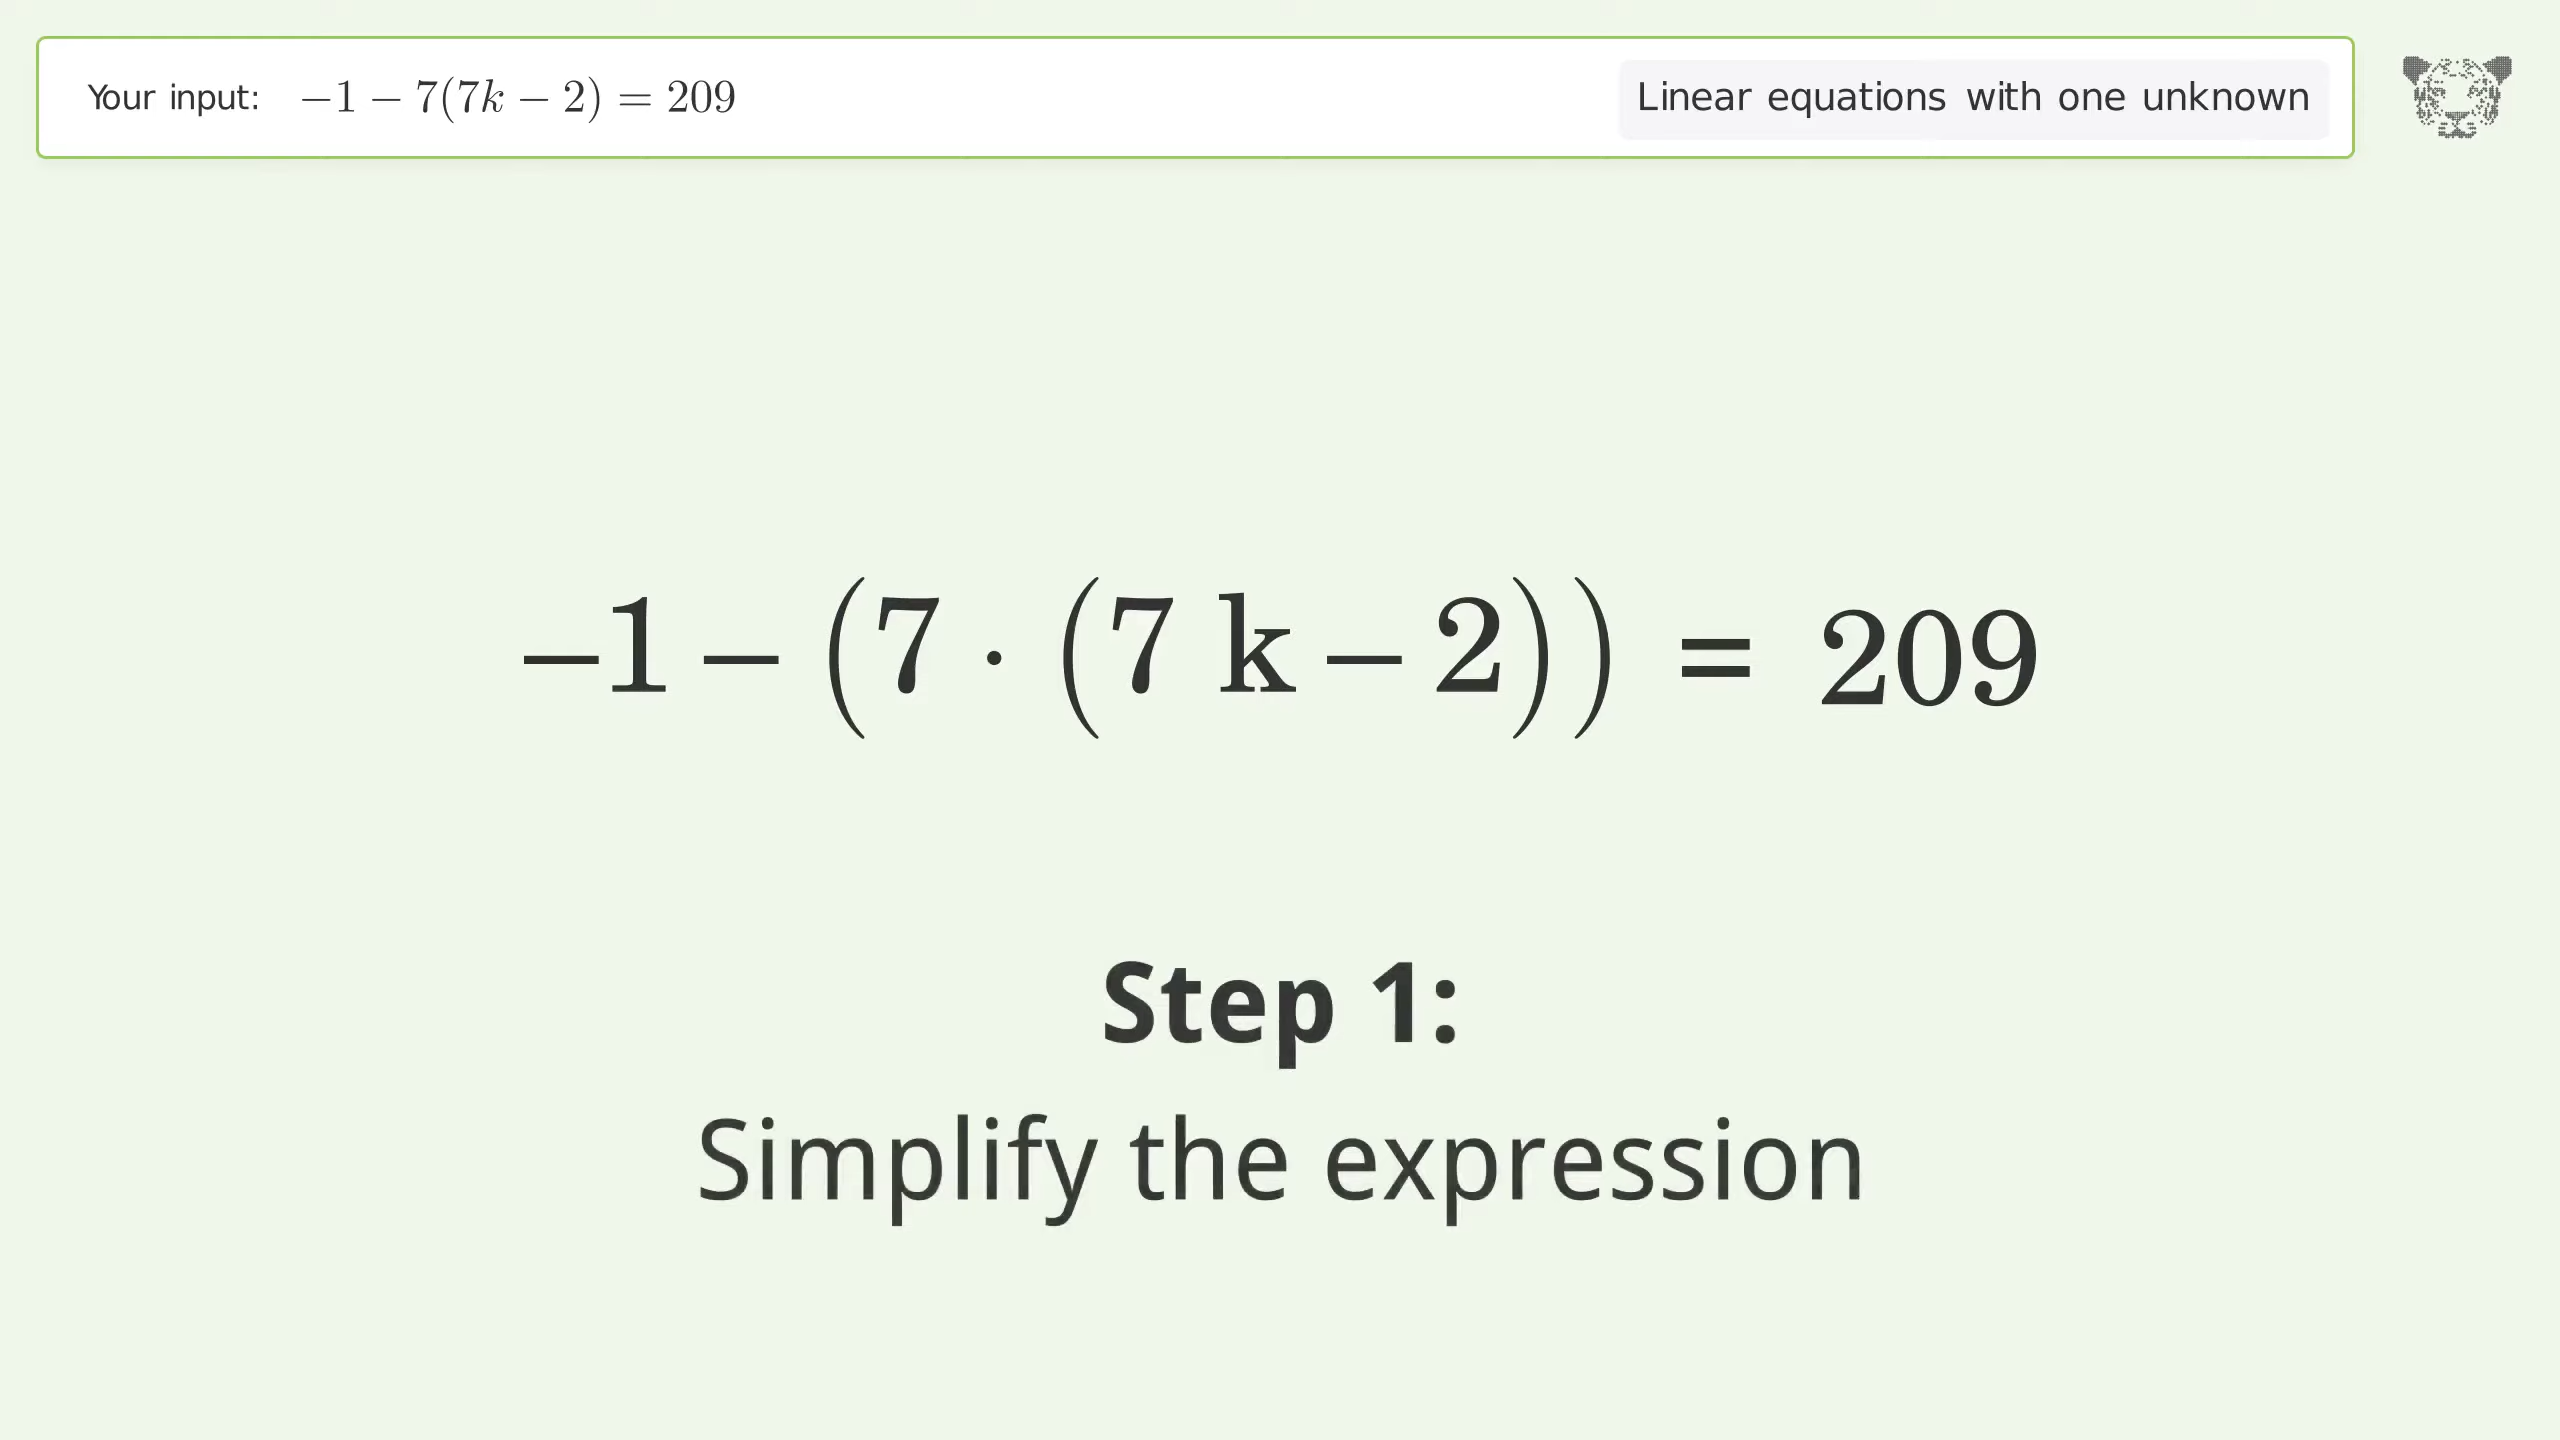 Your input: −1 − 7(7k − 2) = 209
Linear equations with one unknown
−1 − (7 · (7 k − 2)) = 209
Step 1:
Simplify the expression